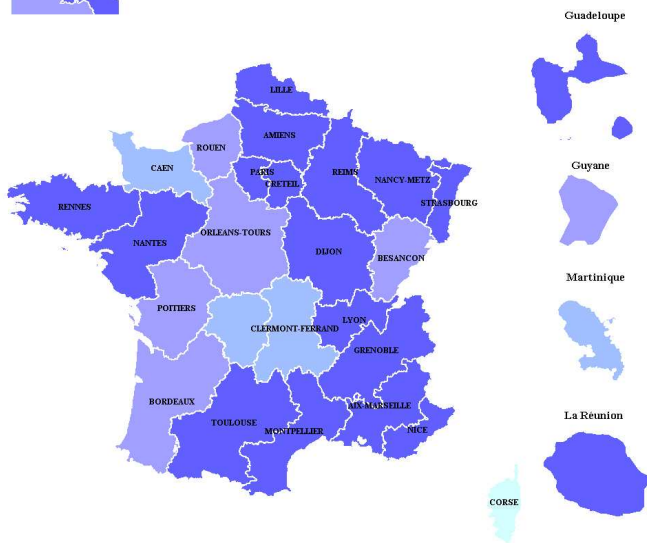 Guadeloupe
LILLE
AMIENS
ROUEN
CAEN
PARIS
CRETEIL
REIMS
NANCY-METZ
STRASBOURG
Guyane
RENNES
NANTES
ORLEANS-TOURS
DIJON
BESANCON
Martinique
POITIERS
CLERMONT-FERRAND
LYON
GRENOBLE
BORDEAUX
AIX-MARSEILLE
TOULOUSE
MONTPELLIER
NICE
La Réunion
CORSE